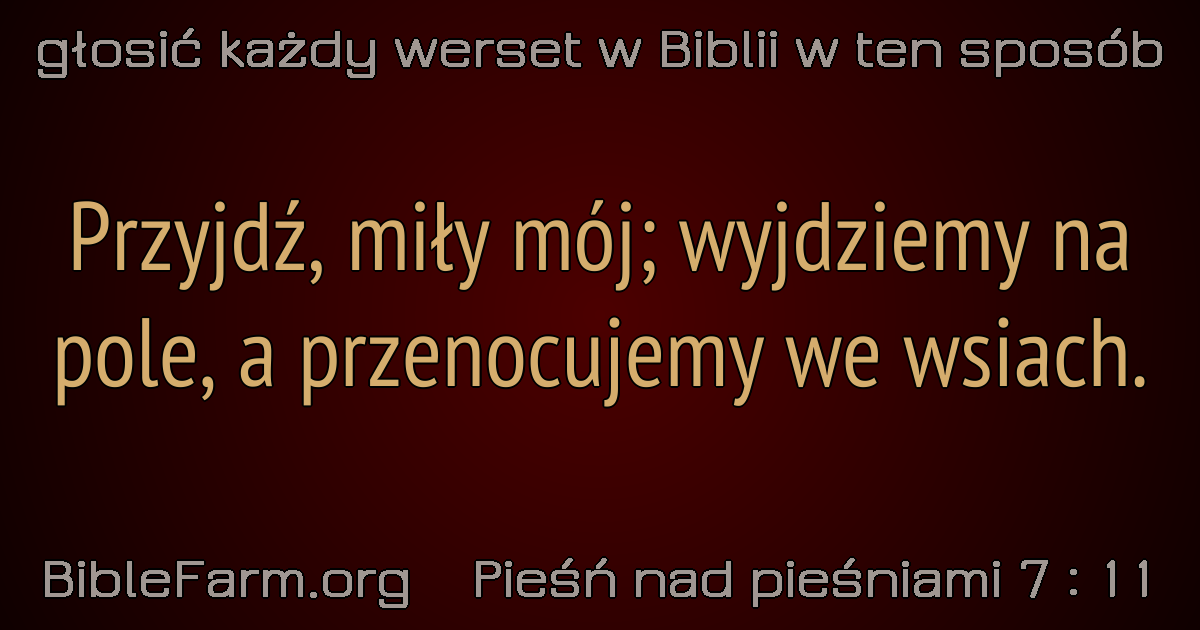 głosić każdy werset w Biblii w ten sposób
Przyjdź, miły mój; wyjdziemy na
pole, a przenocujemy we wsiach.
BibleFarm.org Pieśń nad pieśniami 7 : 11